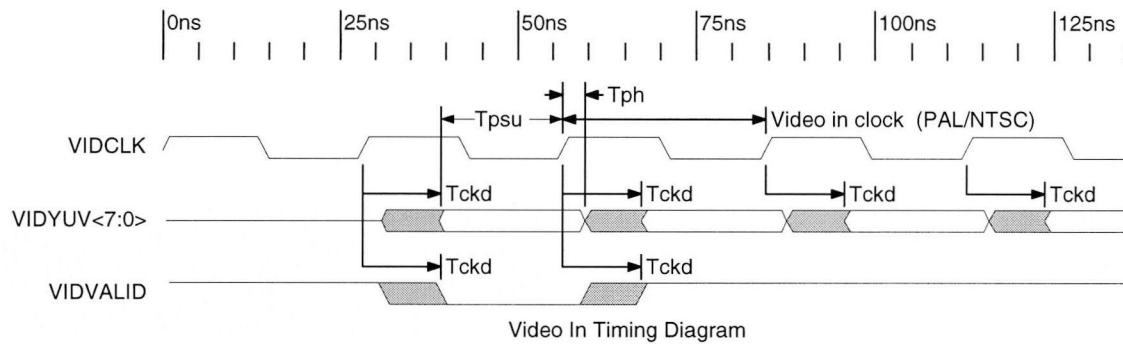 0ns 25ns 50ns 75ns 100ns 125ns
Tph
Tpsu Video in clock (PAL/NTSC)
VIDCLK
Tckd Tckd Tckd Tckd
VIDYUV<7:0>
Tckd Tckd
VIDVALID
Video In Timing Diagram